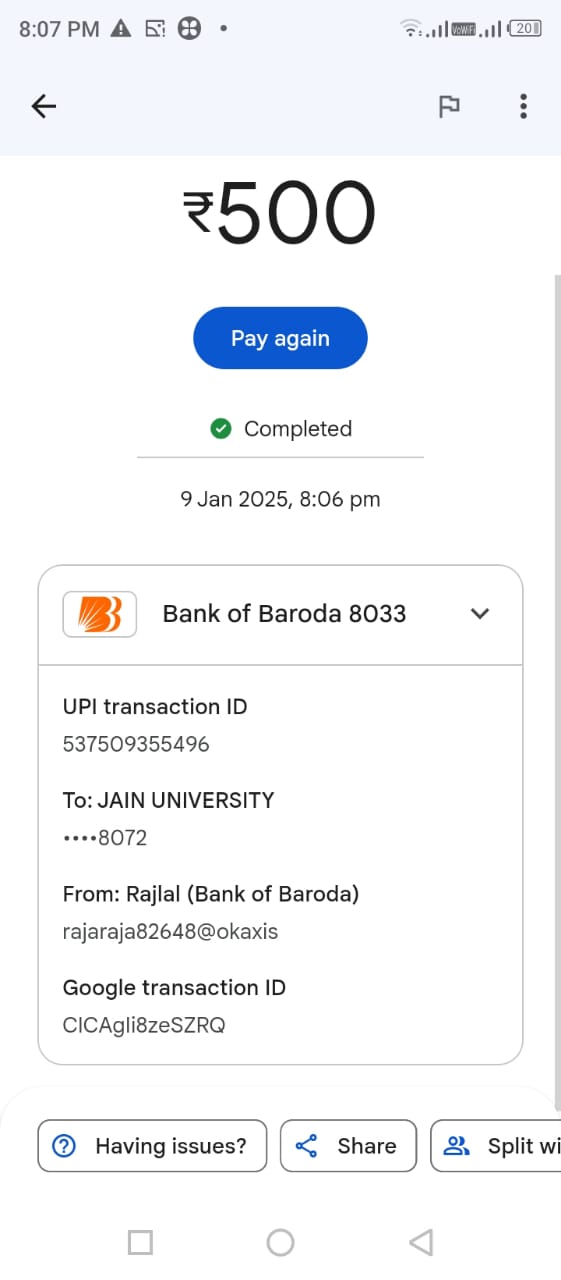 8:07 PM
VoWiFi
20
₹500
Pay again
Completed
9 Jan 2025, 8:06 pm
Bank of Baroda 8033
UPI transaction ID
537509355496
To: JAIN UNIVERSITY
••••8072
From: Rajlal (Bank of Baroda)
rajaraja82648@okaxis
Google transaction ID
CICAgli8zeSZRQ
Having issues?
Share
Split wi